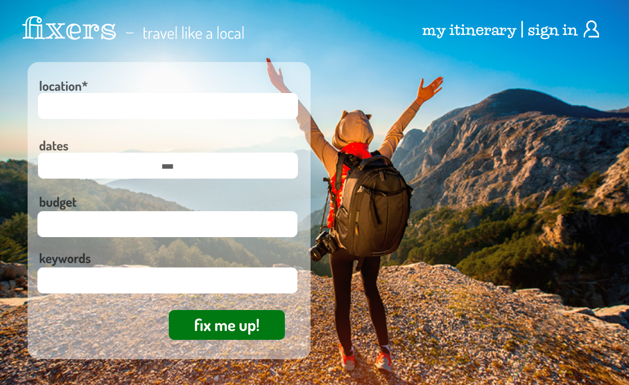 fixers – travel like a local
my itinerary | sign in
location*
dates
budget
keywords
fix me up!